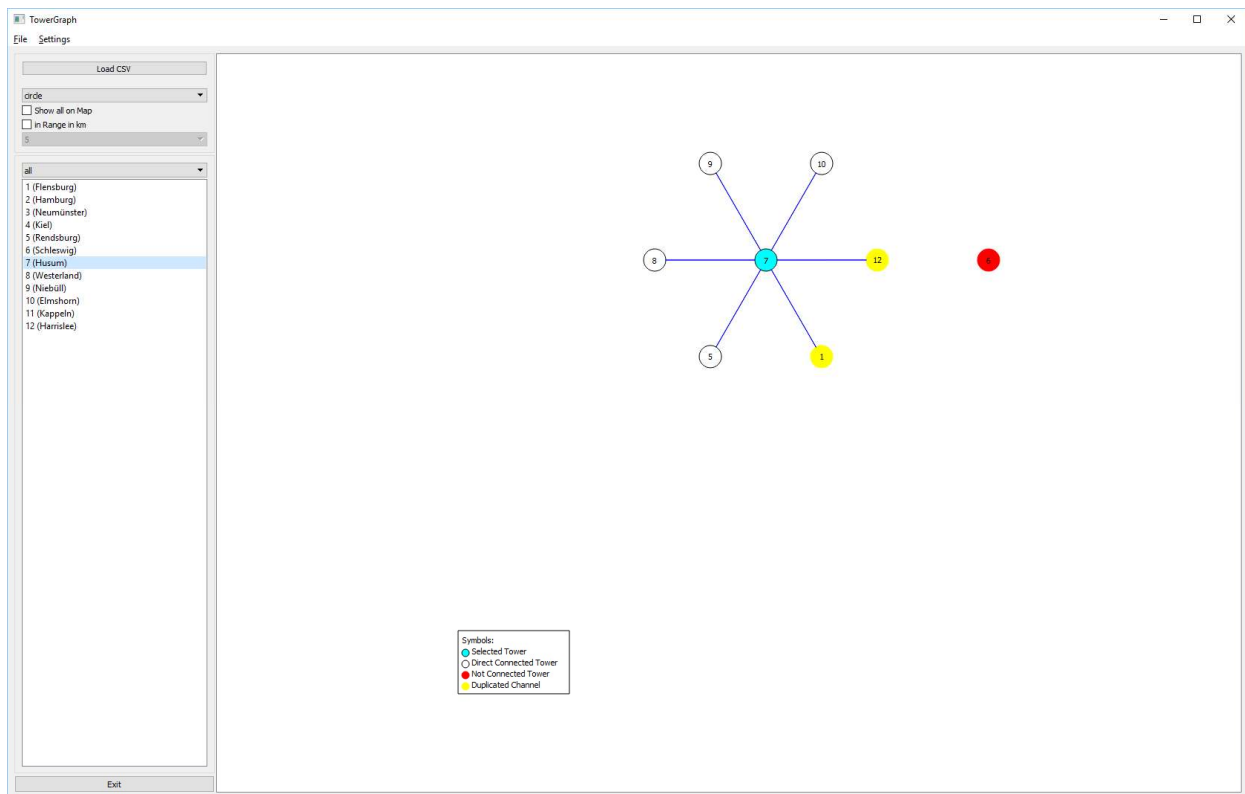 TowerGraph
File Settings
Load CSV
circle
Show all on Map
in Range in km
5
all
1 (Flensburg)
2 (Hamburg)
3 (Neumünster)
4 (Kiel)
5 (Rendsburg)
6 (Schleswig)
7 (Husum)
8 (Westerland)
9 (Niebüll)
10 (Elmshorn)
11 (Kappeln)
12 (Harrislee)
Exit
9 10
8 7 12 6
5 1
Symbols:
Selected Tower
Direct Connected Tower
Not Connected Tower
Duplicated Channel